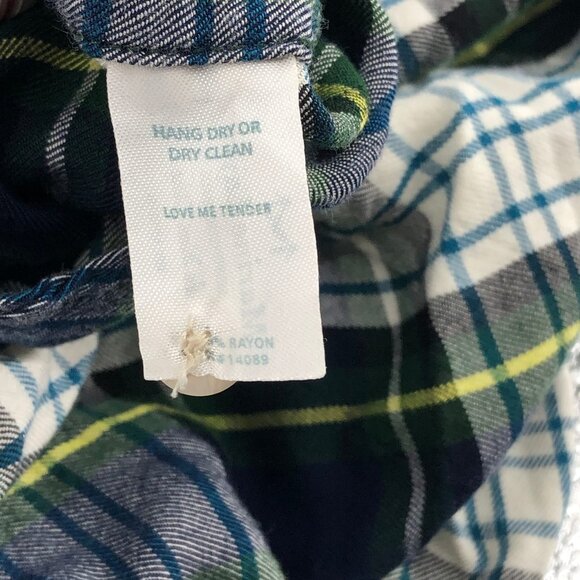 HANG DRY OR
DRY CLEAN
LOVE ME TENDER
% RAYON
#14089